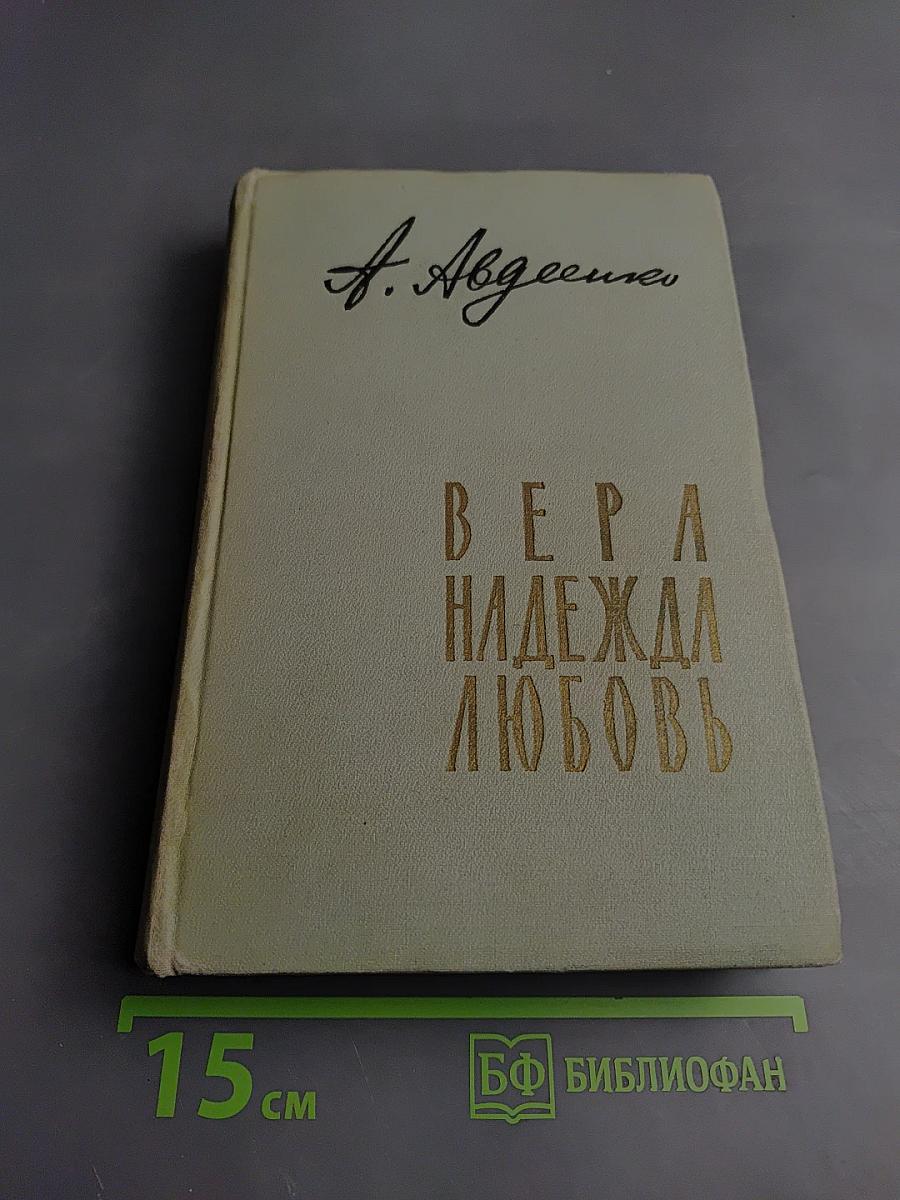 А. Авдеенко
ВЕРА
НАДЕЖДА
ЛЮБОВЬ
15 см
БФ БИБЛИОФАН